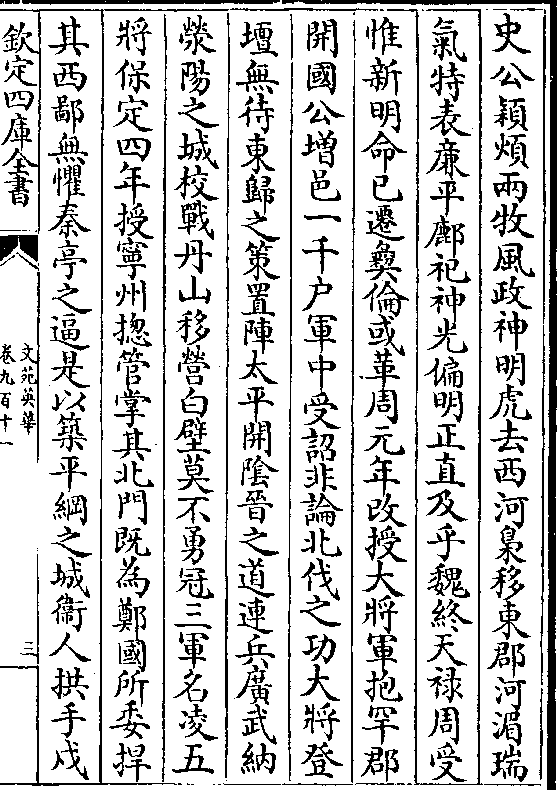 史公頴煩兩牧風政神明虎去西河梟移東郡河湄瑞
氣特表亷平鄜祀神光偏明正直及乎魏終天禄周受
惟新明命已遷彛倫或革周元年改授大將軍抱罕郡
開國公増邑一千户軍中受詔非論北伐之功大將登
壇無待東歸之策置陣太平開隂晉之道連兵廣武納
滎陽之城校戰丹山移營白壁莫不勇冠三軍名凌五
將保定四年授寧州揔管掌其北門既為鄭國所委捍
其西鄙無懼秦亭之逼是以築平綱之城衞人拱手戍
欽定四庫全書
文苑英華
卷九百十一
三